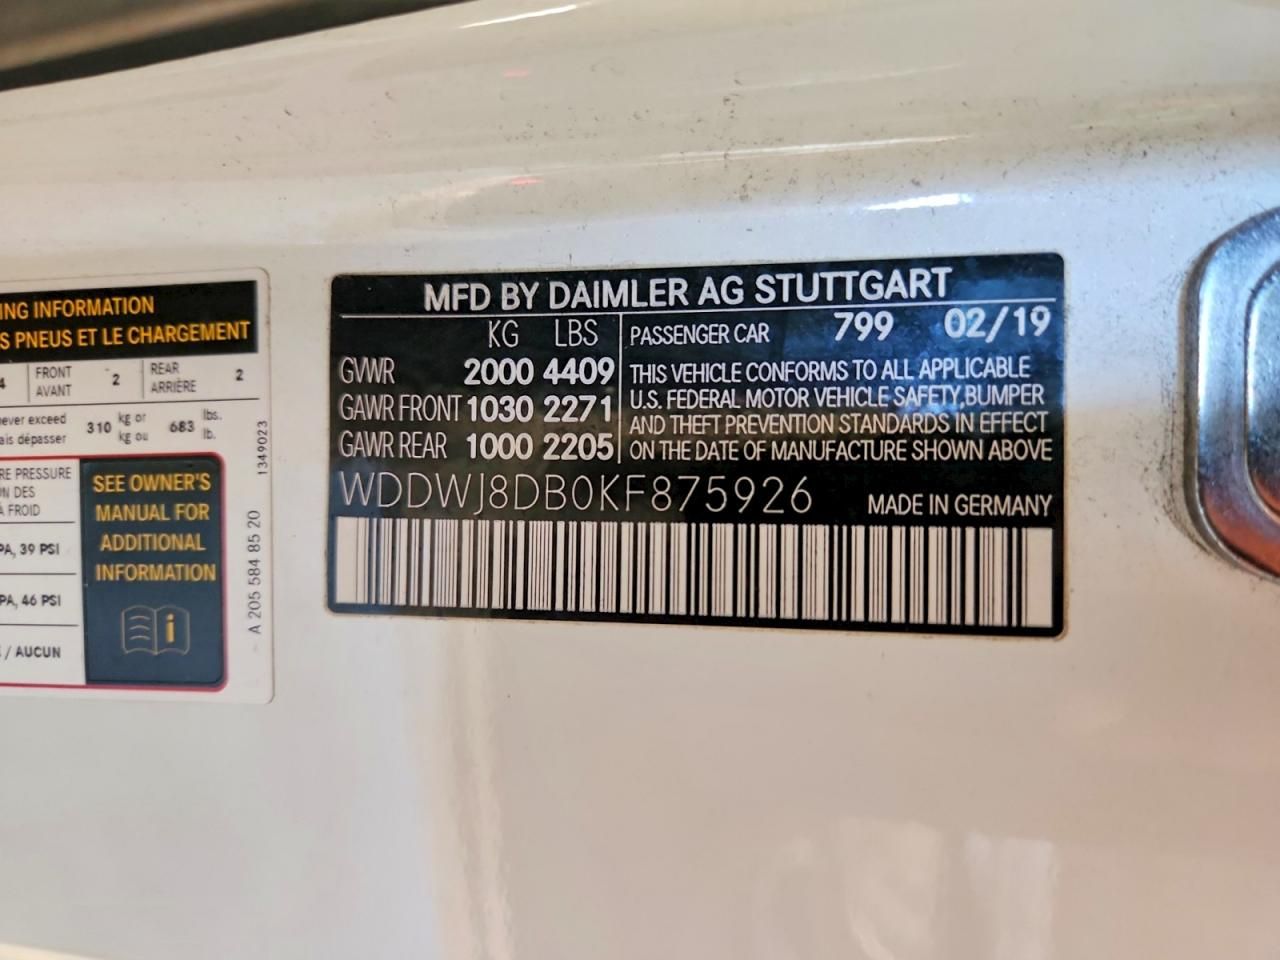 ING INFORMATION
S PNEUS ET LE CHARGEMENT
4 FRONT AVANT 2 REAR ARRIÈRE 2
never exceed 310 kg or 683 lbs.
ais dépasser kg ou lb.
RE PRESSURE
N DES
À FROID
PA, 39 PSI
PA, 46 PSI
/ AUCUN
SEE OWNER'S
MANUAL FOR
ADDITIONAL
INFORMATION
i
1349023
A 205 584 85 20
MFD BY DAIMLER AG STUTTGART
KG LBS
GVWR 2000 4409
GAWR FRONT 1030 2271
GAWR REAR 1000 2205
PASSENGER CAR 799 02/19
THIS VEHICLE CONFORMS TO ALL APPLICABLE
U.S. FEDERAL MOTOR VEHICLE SAFETY,BUMPER
AND THEFT PREVENTION STANDARDS IN EFFECT
ON THE DATE OF MANUFACTURE SHOWN ABOVE
WDDWJ8DB0KF875926 MADE IN GERMANY